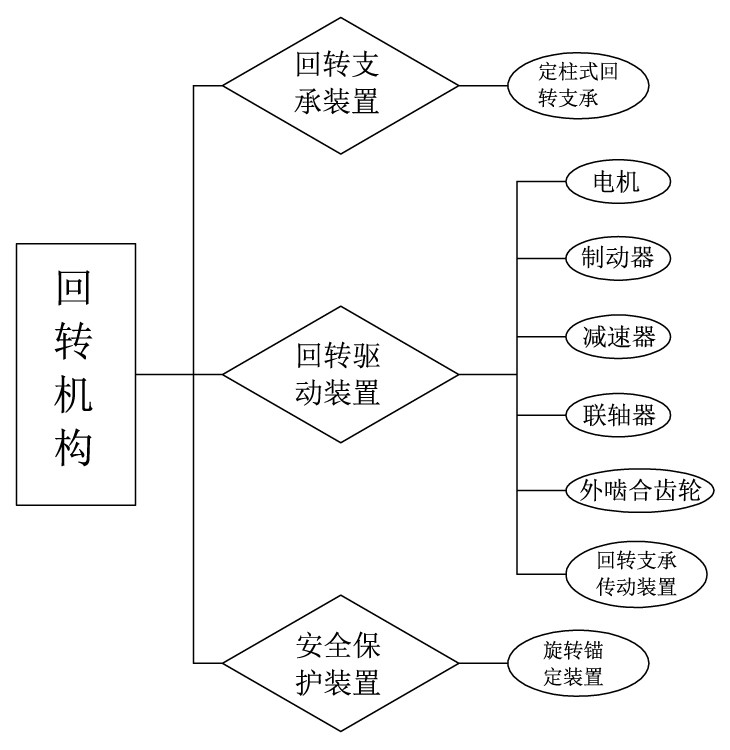 回转机构
回转支
承装置
定柱式回
转支承
回转驱
动装置
电机
制动器
减速器
联轴器
外啮合齿轮
回转支承
传动装置
安全保
护装置
旋转锚
定装置